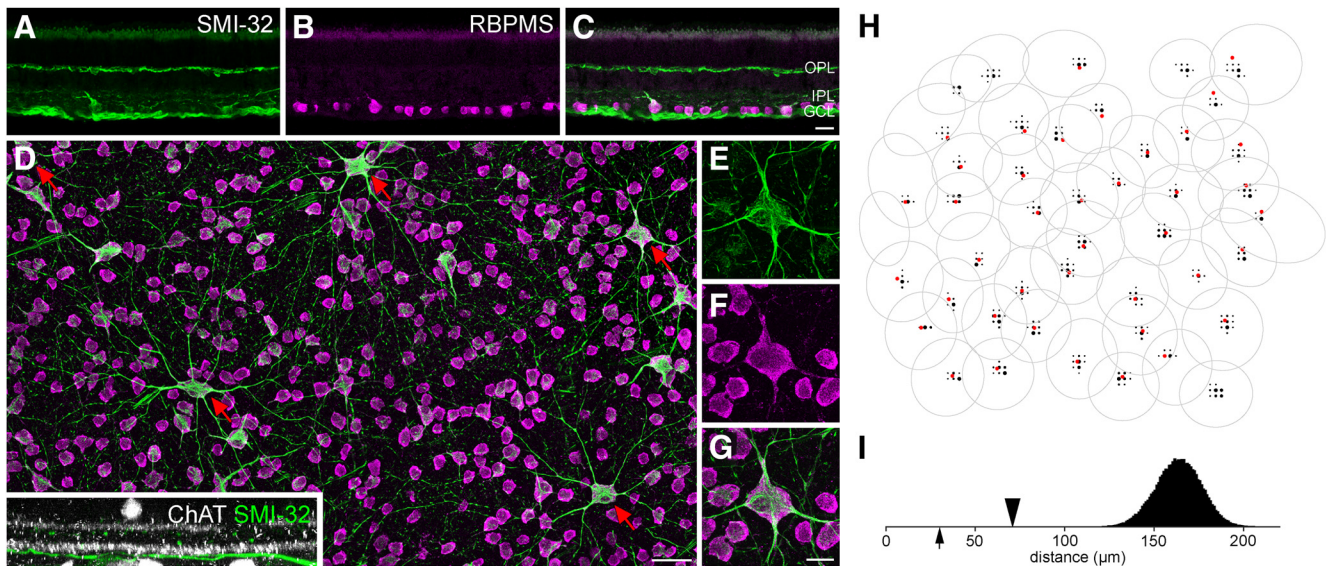 A SMI-32
B RBPMS
C
OPL
IPL
GCL
D
E
F
G
ChAT SMI-32
H
I
0 50 100 150 200
distance (µm)